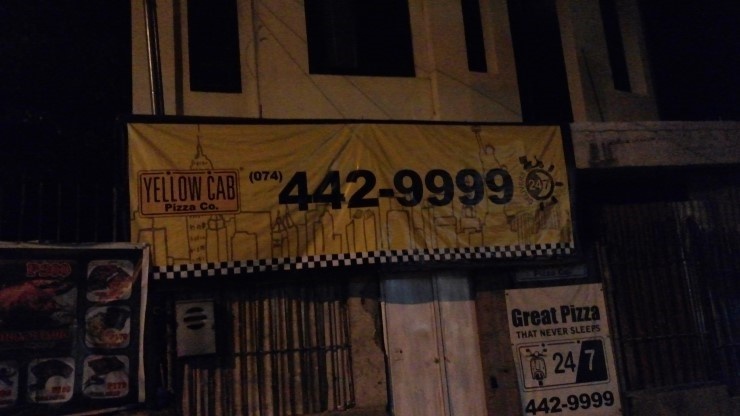 YELLOW CAB
Pizza Co.
(074) 442-9999
24/7
Great Pizza
THAT NEVER SLEEPS
24/7
442-9999